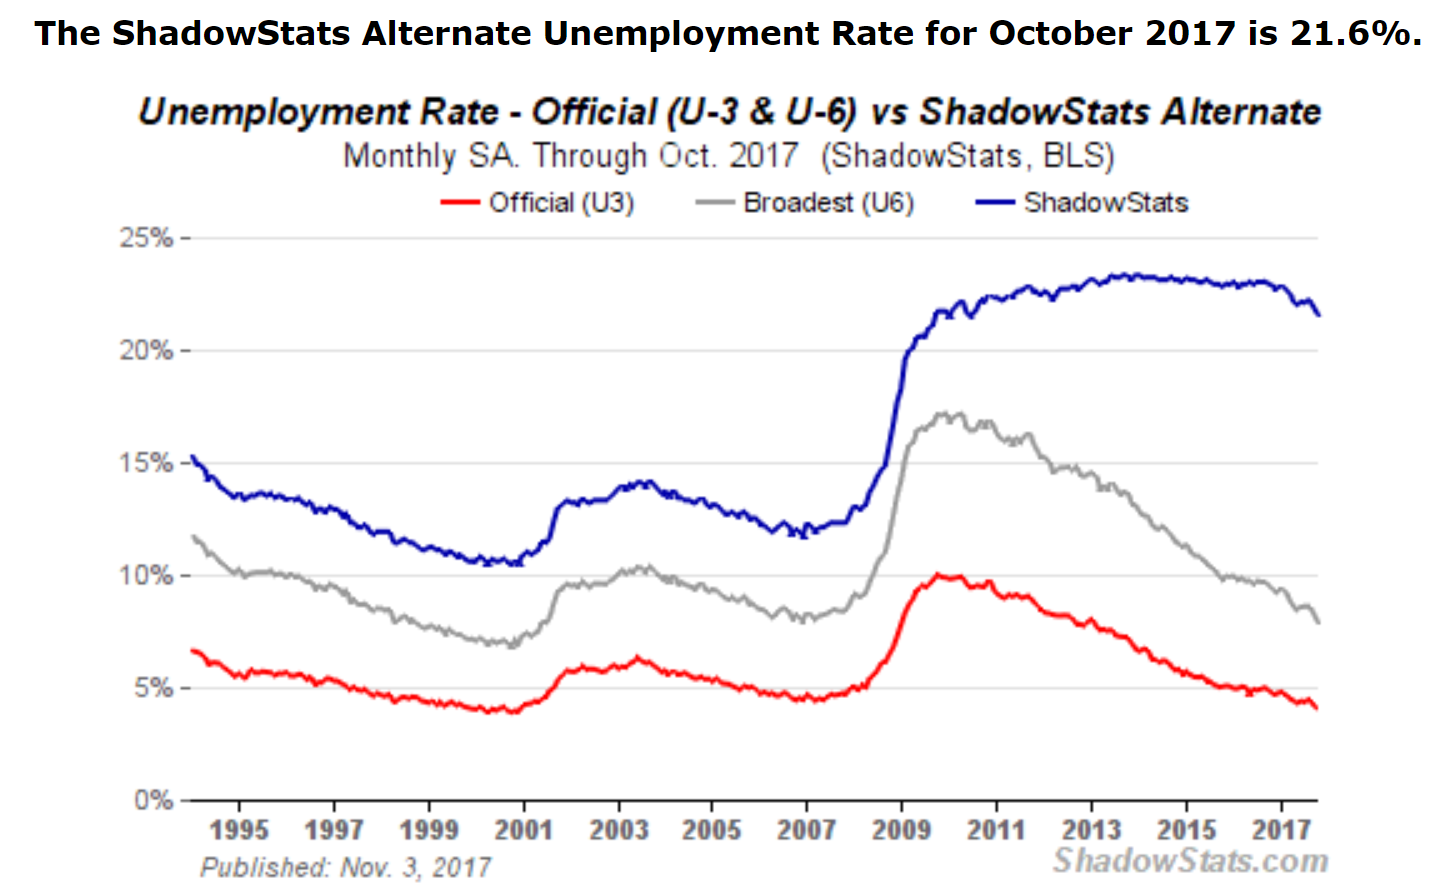 The ShadowStats Alternate Unemployment Rate for October 2017 is 21.6%.
Unemployment Rate - Official (U-3 & U-6) vs ShadowStats Alternate
Monthly SA. Through Oct. 2017 (ShadowStats, BLS)
Official (U3) Broadest (U6) ShadowStats
25%
20%
15%
10%
5%
0%
1995 1997 1999 2001 2003 2005 2007 2009 2011 2013 2015 2017
Published: Nov. 3, 2017 ShadowStats.com